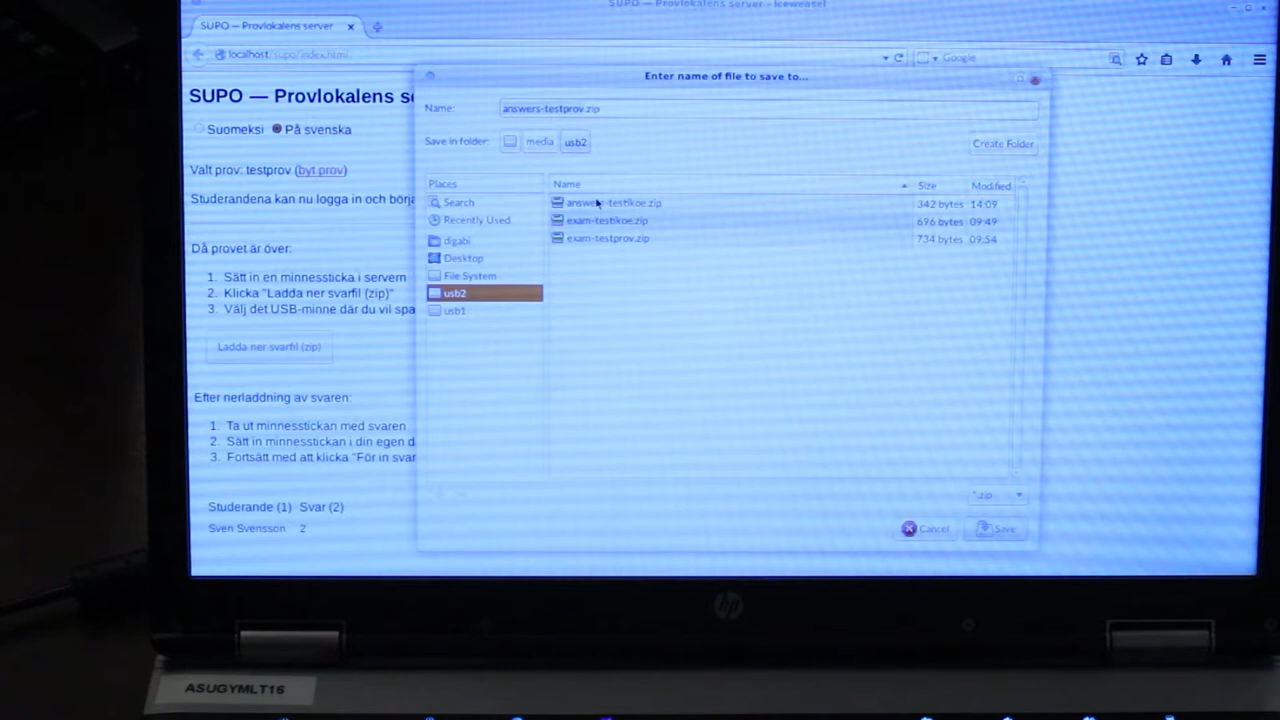 SUPO — Provlokalens server - Iceweasel
SUPO — Provlokalens server
localhost/supo/index.html
Google
SUPO — Provlokalens se
Suomeksi På svenska
Valt prov: testprov (byt prov)
Studerandena kan nu logga in och börja
Då provet är över:
1. Sätt in en minnessticka i servern
2. Klicka "Ladda ner svarfil (zip)"
3. Välj det USB-minne där du vil spa
Ladda ner svarfil (zip)
Efter nerladdning av svaren:
1. Ta ut minnesstickan med svaren
2. Sätt in minnesstickan i din egen d
3. Fortsätt med att klicka "För in svar
Studerande (1) Svar (2)
Sven Svensson 2
Enter name of file to save to...
Name: answers-testprov.zip
Save in folder: media usb2
Create Folder
Places
Search
Recently Used
digabi
Desktop
File System
usb2
usb1
Name Size Modified
answers-testikoe.zip 342 bytes 14:09
exam-testikoe.zip 696 bytes 09:49
exam-testprov.zip 734 bytes 09:54
*.zip
Cancel Save
hp
ASUGYMLT16